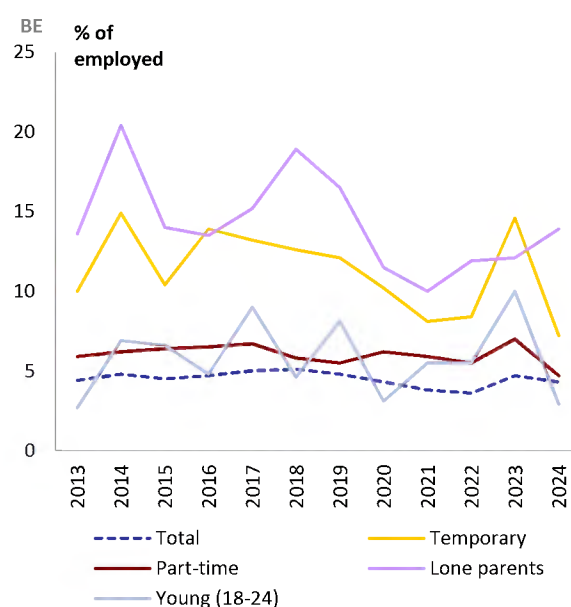 BE
% of
employed
25
20
15
10
5
0
2013
2014
2015
2016
2017
2018
2019
2020
2021
2022
2023
2024
Total
Temporary
Part-time
Lone parents
Young (18-24)